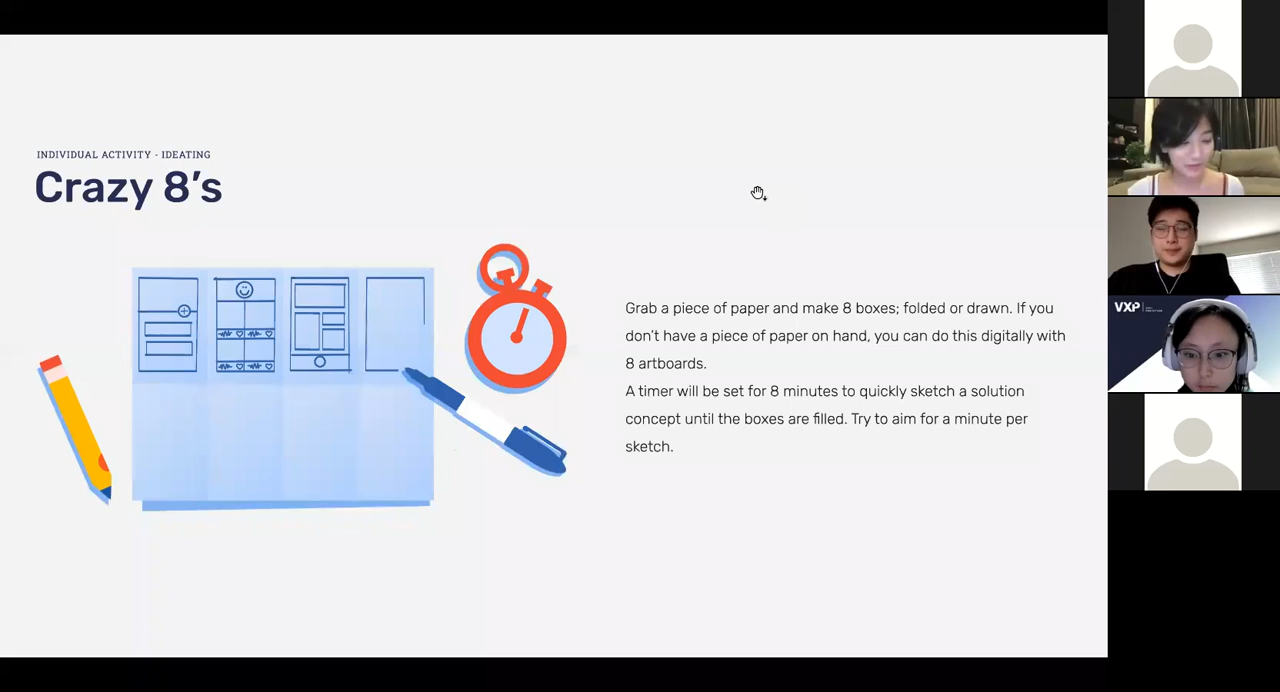 INDIVIDUAL ACTIVITY - IDEATING
Crazy 8's
Grab a piece of paper and make 8 boxes; folded or drawn. If you
don't have a piece of paper on hand, you can do this digitally with
8 artboards.
A timer will be set for 8 minutes to quickly sketch a solution
concept until the boxes are filled. Try to aim for a minute per
sketch.
VXP